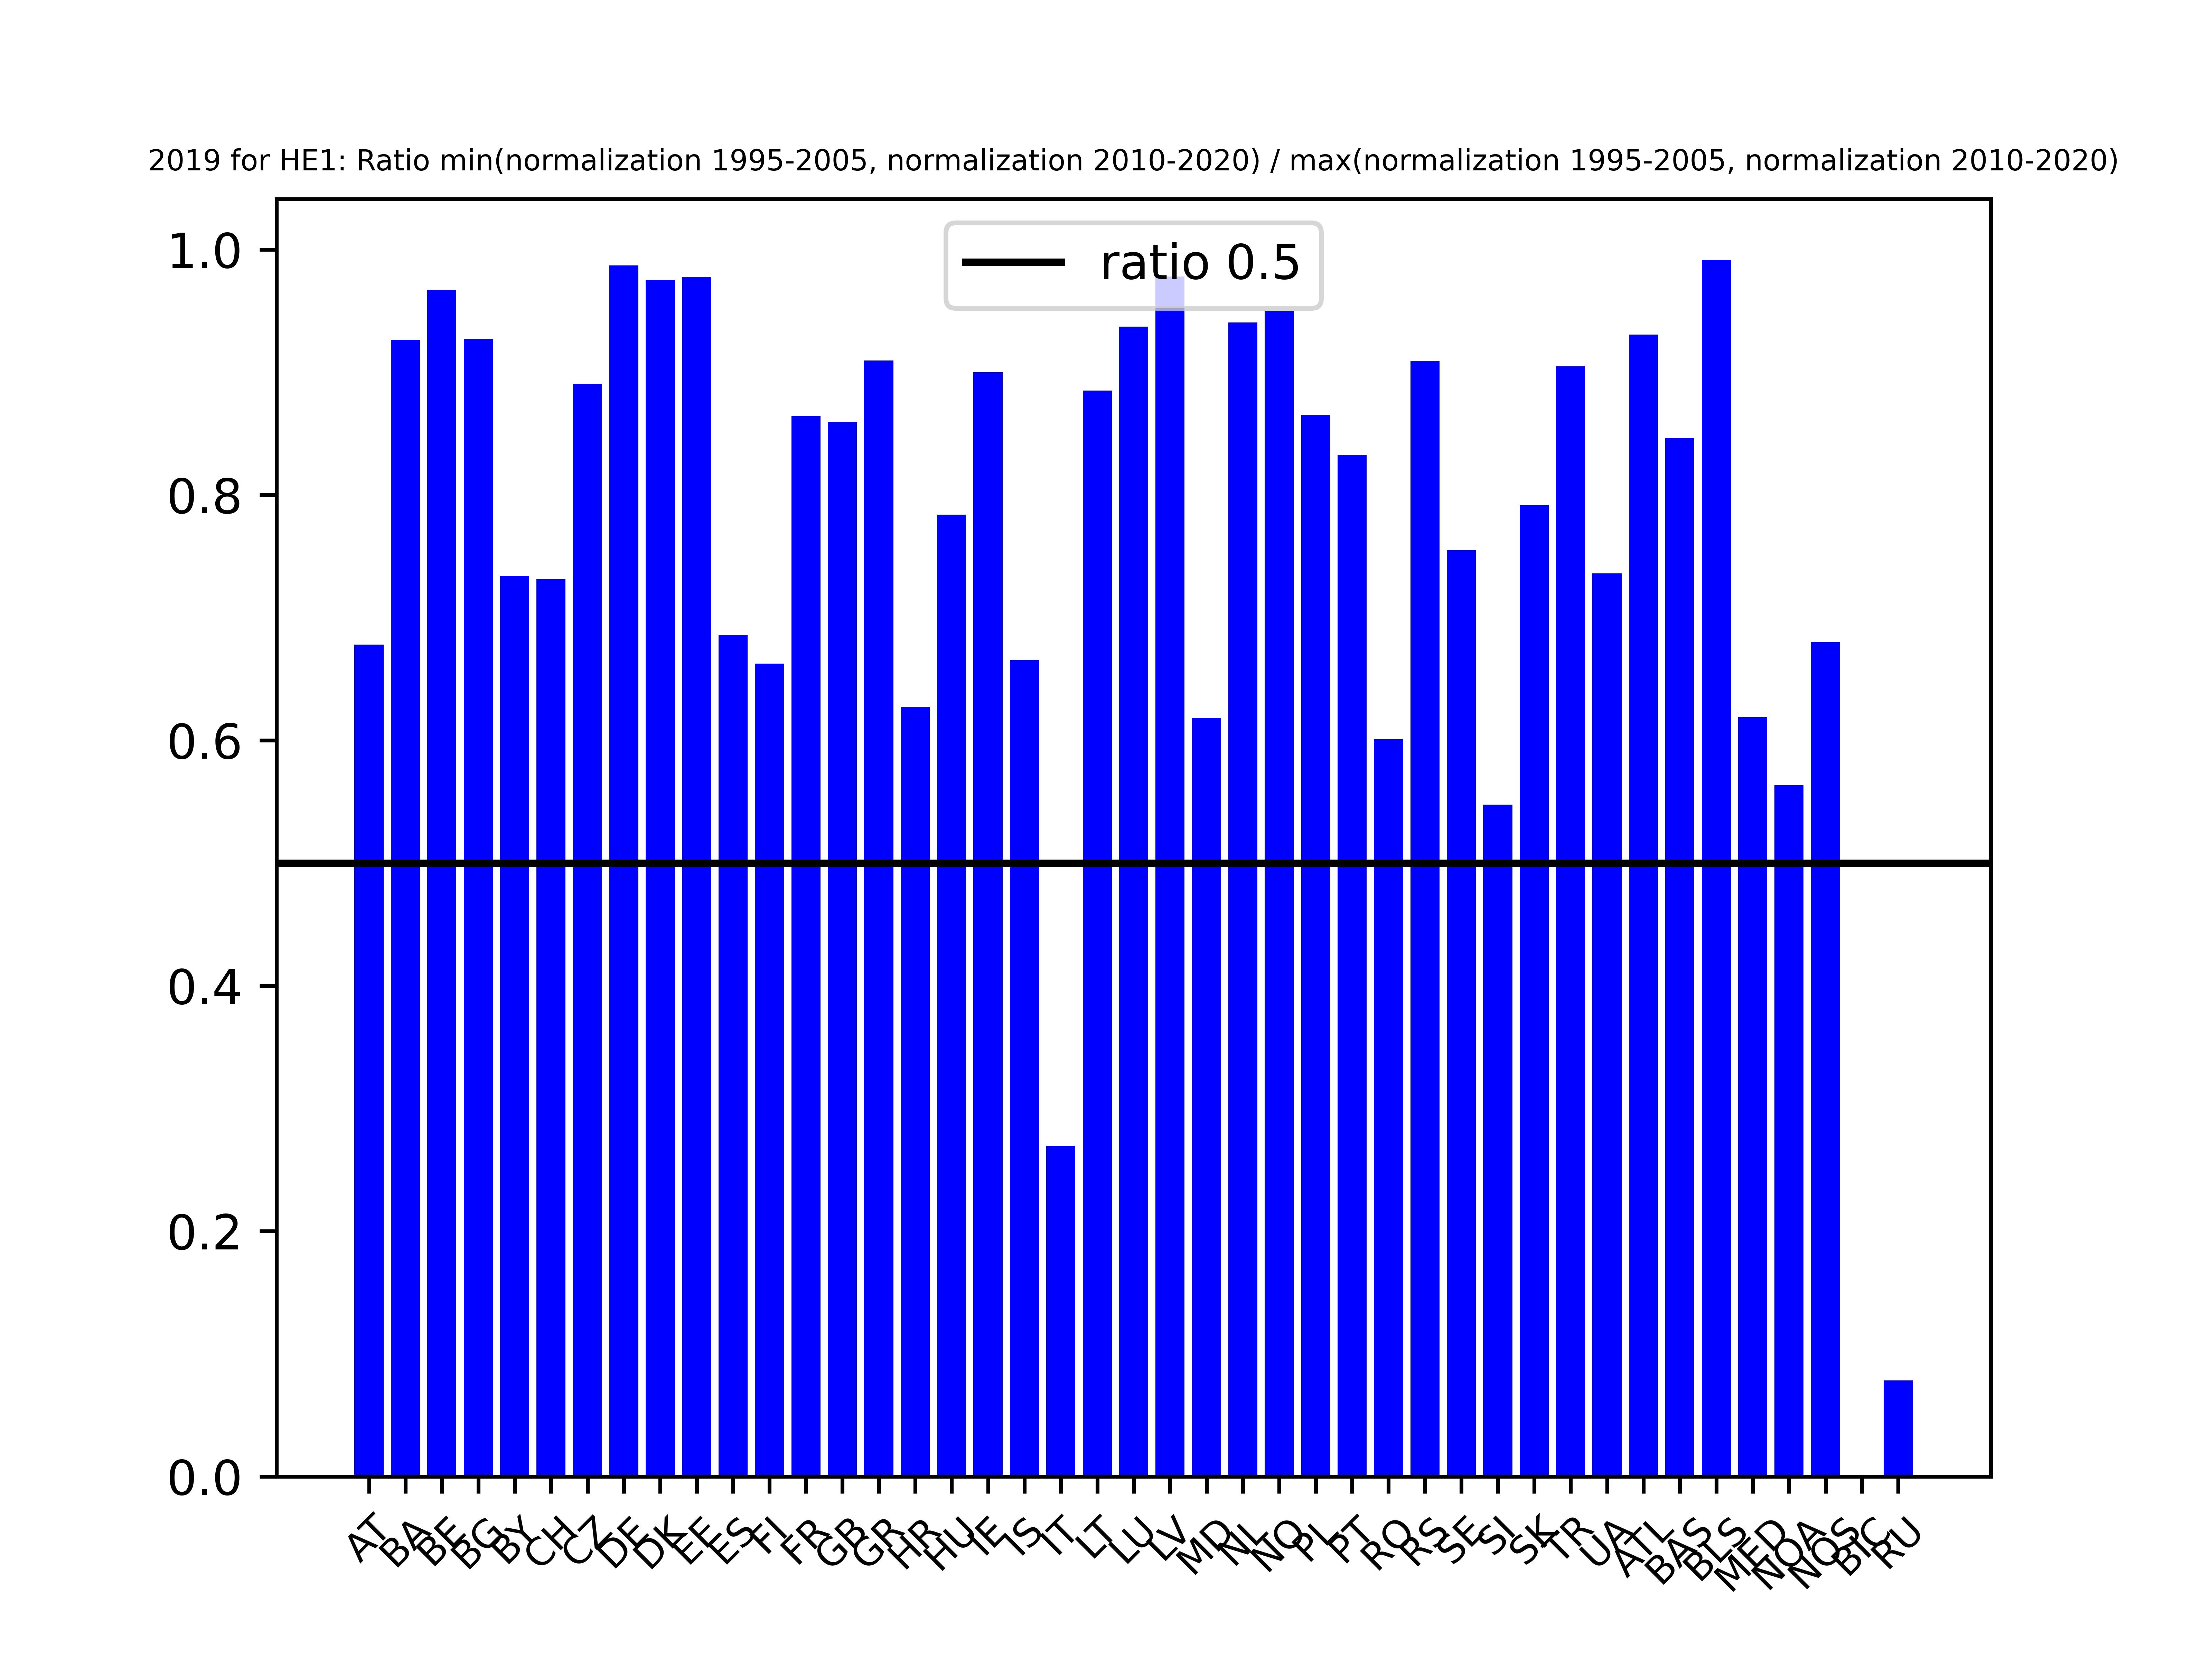 2019 for HE1: Ratio min(normalization 1995-2005, normalization 2010-2020) / max(normalization 1995-2005, normalization 2010-2020)
ratio 0.5
1.0
0.8
0.6
0.4
0.2
0.0
AT BA BE BG BY CH CZ DE DK EE ES FI FR GB GR HR HU IE IS IT LT LU LV MD NL NO PL PT RO RS SE SI SK TR UA ATL BAS BLS MED NOA NOS BIC RU